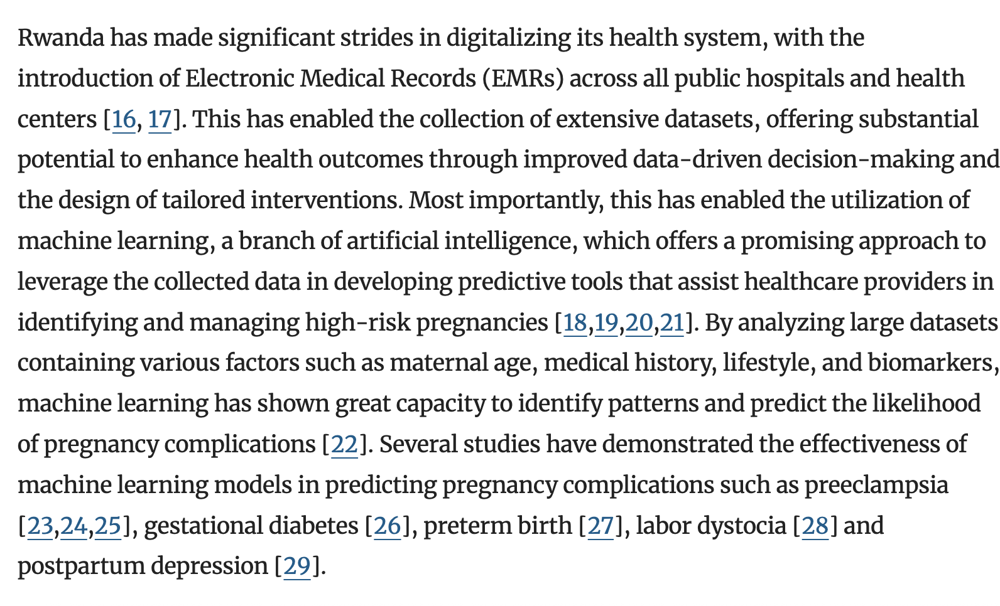 Rwanda has made significant strides in digitalizing its health system, with the
introduction of Electronic Medical Records (EMRs) across all public hospitals and health
centers [16, 17]. This has enabled the collection of extensive datasets, offering substantial
potential to enhance health outcomes through improved data-driven decision-making and
the design of tailored interventions. Most importantly, this has enabled the utilization of
machine learning, a branch of artificial intelligence, which offers a promising approach to
leverage the collected data in developing predictive tools that assist healthcare providers in
identifying and managing high-risk pregnancies [18,19,20,21]. By analyzing large datasets
containing various factors such as maternal age, medical history, lifestyle, and biomarkers,
machine learning has shown great capacity to identify patterns and predict the likelihood
of pregnancy complications [22]. Several studies have demonstrated the effectiveness of
machine learning models in predicting pregnancy complications such as preeclampsia
[23,24,25], gestational diabetes [26], preterm birth [27], labor dystocia [28] and
postpartum depression [29].